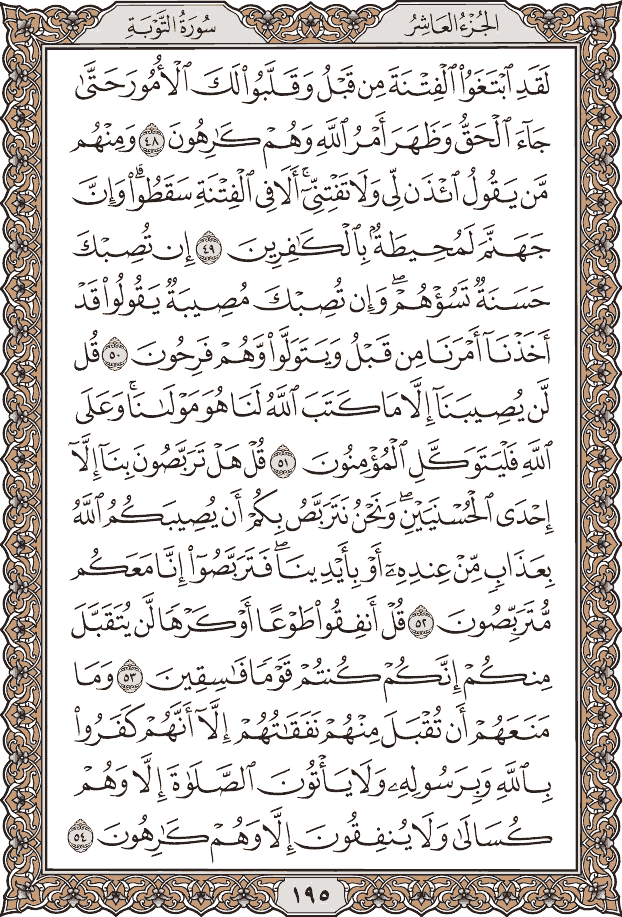 الجُزْءُ العَاشِرُ
سُورَةُ التَّوْبَةِ
لَقَدِ ٱبْتَغَوُا۟ ٱلْفِتْنَةَ مِن قَبْلُ وَقَلَّبُوا۟ لَكَ ٱلْأُمُورَ حَتَّىٰ
جَآءَ ٱلْحَقُّ وَظَهَرَ أَمْرُ ٱللَّهِ وَهُمْ كَٰرِهُونَ ٤٨ وَمِنْهُم
مَّن يَقُولُ ٱئْذَن لِّى وَلَا تَفْتِنِّىٓ ۚ أَلَا فِى ٱلْفِتْنَةِ سَقَطُوا۟ ۗ وَإِنَّ
جَهَنَّمَ لَمُحِيطَةٌۢ بِٱلْكَٰفِرِينَ ٤٩ إِن تُصِبْكَ
حَسَنَةٌ تَسُؤْهُمْ ۖ وَإِن تُصِبْكَ مُصِيبَةٌ يَقُولُوا۟ قَدْ
أَخَذْنَآ أَمْرَنَا مِن قَبْلُ وَيَتَوَلَّوا۟ وَّهُمْ فَرِحُونَ ٥٠ قُل
لَّن يُصِيبَنَآ إِلَّا مَا كَتَبَ ٱللَّهُ لَنَا هُوَ مَوْلَىٰنَا ۚ وَعَلَى
ٱللَّهِ فَلْيَتَوَكَّلِ ٱلْمُؤْمِنُونَ ٥١ قُلْ هَلْ تَرَبَّصُونَ بِنَآ إِلَّآ
إِحْدَى ٱلْحُسْنَيَيْنِ ۖ وَنَحْنُ نَتَرَبَّصُ بِكُمْ أَن يُصِيبَكُمُ ٱللَّهُ
بِعَذَابٍ مِّنْ عِندِهِۦٓ أَوْ بِأَيْدِينَا ۖ فَتَرَبَّصُوٓا۟ إِنَّا مَعَكُم
مُّتَرَبِّصُونَ ٥٢ قُلْ أَنفِقُوا۟ طَوْعًا أَوْ كَرْهًا لَّن يُتَقَبَّلَ
مِنكُمْ ۖ إِنَّكُمْ كُنتُمْ قَوْمًا فَٰسِقِينَ ٥٣ وَمَا
مَنَعَهُمْ أَن تُقْبَلَ مِنْهُمْ نَفَقَٰتُهُمْ إِلَّآ أَنَّهُمْ كَفَرُوا۟
بِٱللَّهِ وَبِرَسُولِهِۦ وَلَا يَأْتُونَ ٱلصَّلَوٰةَ إِلَّا وَهُمْ
كُسَالَىٰ وَلَا يُنفِقُونَ إِلَّا وَهُمْ كَٰرِهُونَ ٥٤
١٩٥